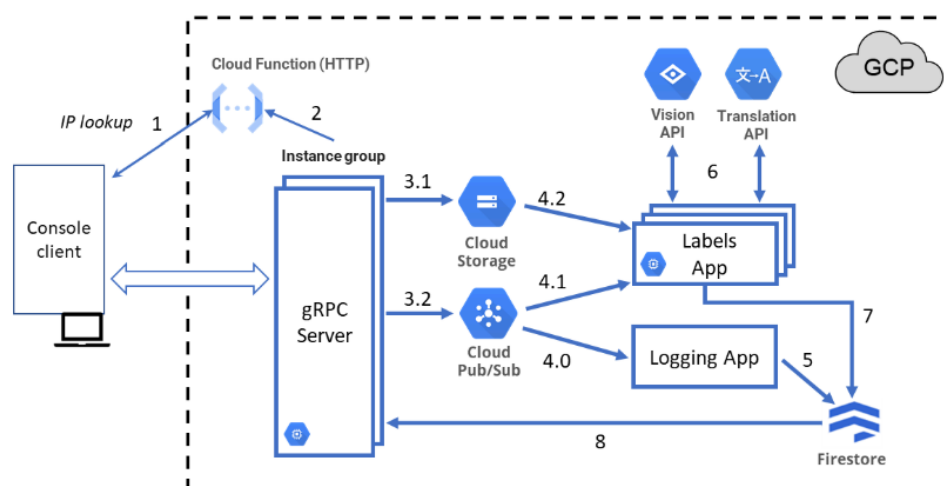 GCP
Cloud Function (HTTP)
IP lookup
1
2
文→A
Vision
API
Translation
API
Instance group
6
3.1
4.2
Console
client
Cloud
Storage
Labels
App
4.1
3.2
7
gRPC
Server
Cloud
Pub/Sub
4.0
Logging App
5
8
Firestore